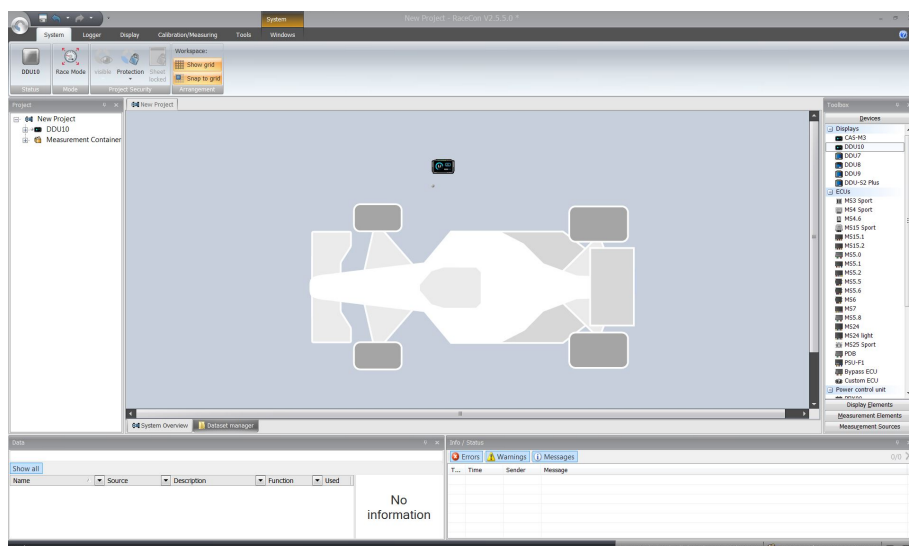 System
New Project - RaceCon V2.5.5.0 *
System Logger Display Calibration/Measuring Tools Windows
DDU10
Race Mode
visible
Protection
Sheet locked
Workspace:
Show grid
Snap to grid
Status
Mode
Project Security
Arrangement
Project
New Project
DDU10
Measurement Container
New Project
Toolbox
Devices
Displays
CAS-M3
DDU10
DDU7
DDU8
DDU9
DDU-S2 Plus
ECUs
MS3 Sport
MS4 Sport
MS4.6
MS15 Sport
MS15.1
MS15.2
MS5.0
MS5.1
MS5.2
MS5.5
MS5.6
MS6
MS7
MS5.8
MS24
MS24 light
MS25 Sport
PDB
PSU-F1
Bypass ECU
Custom ECU
Power control unit
Display Elements
Measurement Elements
Measurement Sources
System Overview Dataset manager
Data
Show all
Name Source Description Function Used
No
information
Info / Status
Errors Warnings Messages
0/0
T... Time Sender Message